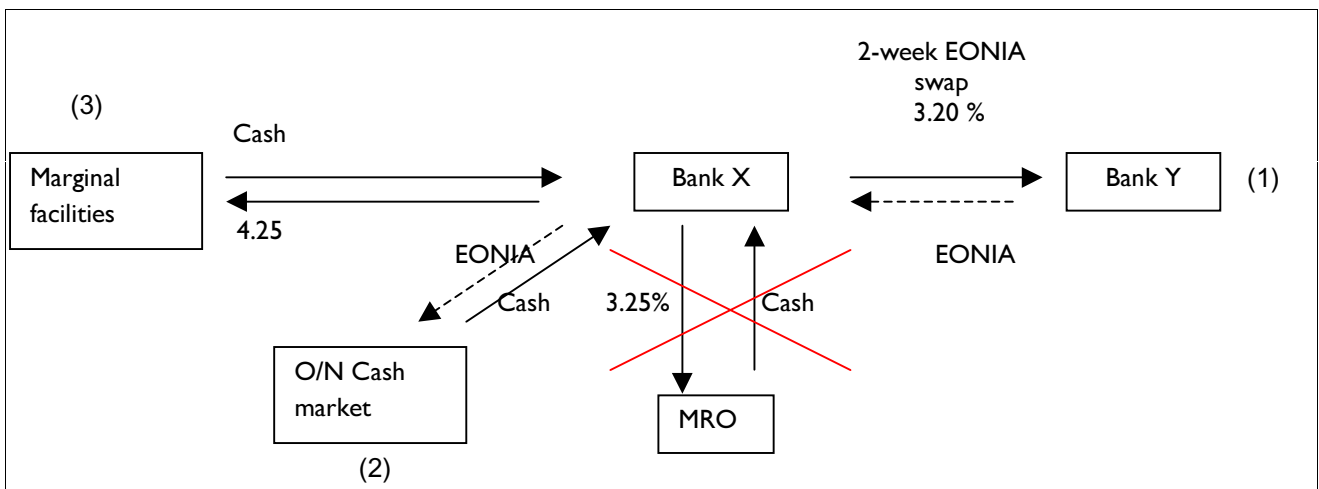 2-week EONIA
swap
3.20 %
(3)
Cash
Marginal
facilities
Bank X
Bank Y
(1)
4.25
EONIA
EONIA
Cash
3.25%
Cash
O/N Cash
market
MRO
(2)